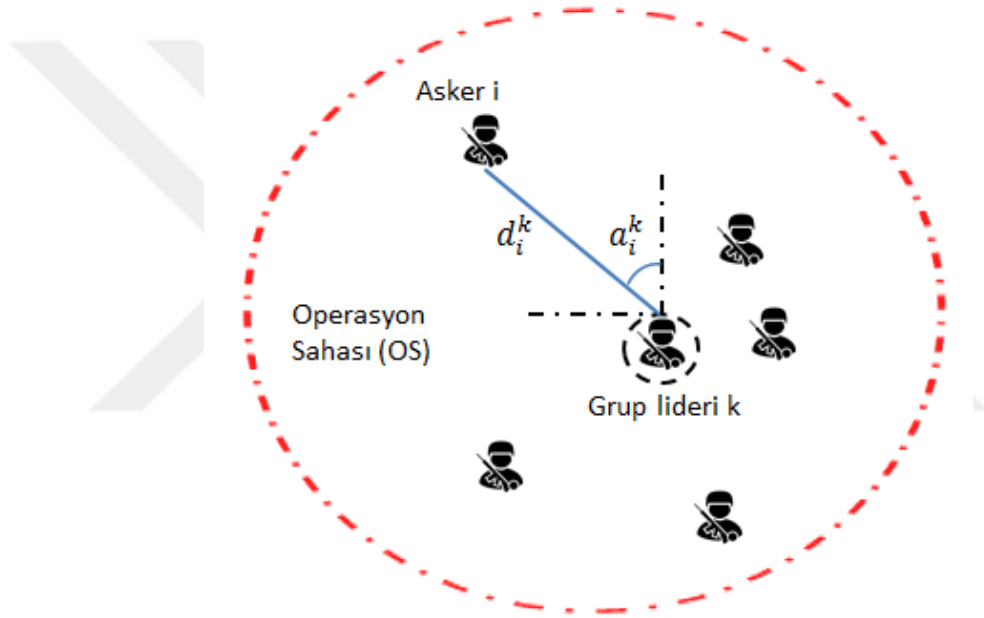 Asker i
d_i^k
a_i^k
Operasyon
Sahası (OS)
Grup lideri k